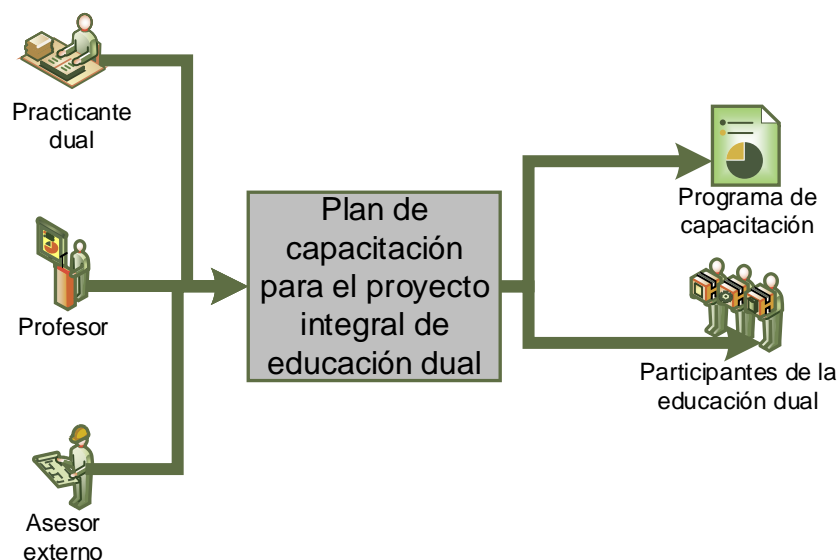 Practicante
dual
Profesor
Asesor
externo
Plan de
capacitación
para el proyecto
integral de
educación dual
Programa de
capacitación
Participantes de la
educación dual